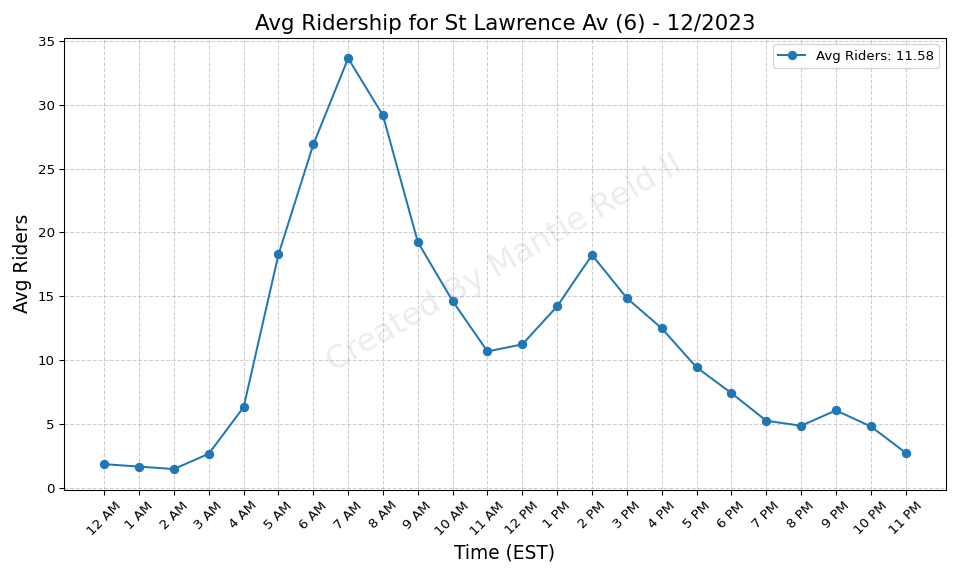 Avg Ridership for St Lawrence Av (6) - 12/2023
Avg Riders: 11.58
35
30
25
20
15
10
5
0
Avg Riders
Created By Mantie Reid II
12 AM
1 AM
2 AM
3 AM
4 AM
5 AM
6 AM
7 AM
8 AM
9 AM
10 AM
11 AM
12 PM
1 PM
2 PM
3 PM
4 PM
5 PM
6 PM
7 PM
8 PM
9 PM
10 PM
11 PM
Time (EST)